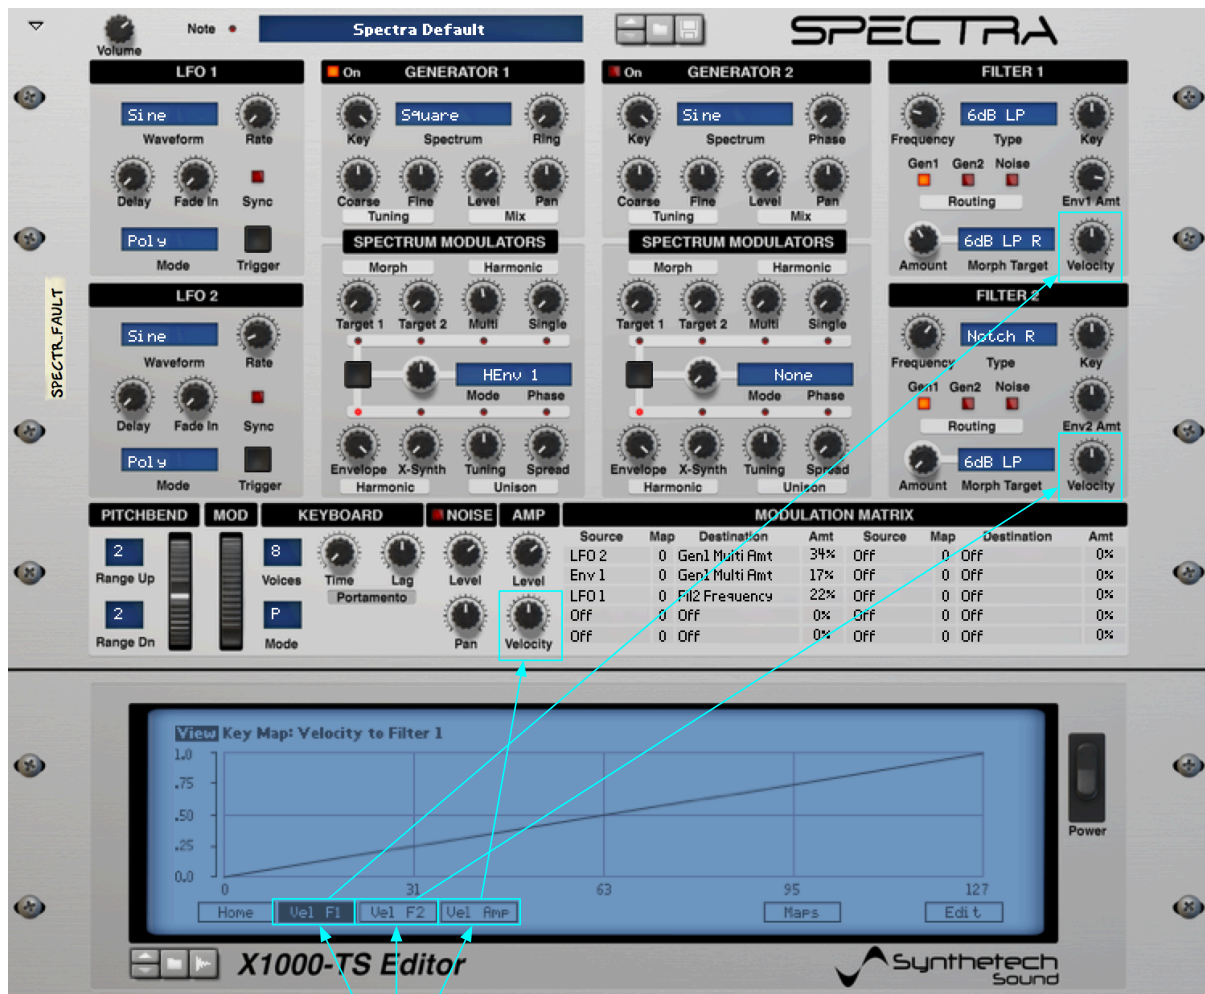 Volume
Note
Spectra Default
SPECTRA
LFO 1
Sine
Waveform
Rate
Delay
Fade In
Sync
Poly
Mode
Trigger
LFO 2
Sine
Waveform
Rate
Delay
Fade In
Sync
Poly
Mode
Trigger
SPECTR.FAULT
On GENERATOR 1
Key
Square
Spectrum
Ring
Coarse
Fine
Level
Pan
Tuning
Mix
SPECTRUM MODULATORS
Morph
Harmonic
Target 1
Target 2
Multi
Single
HEnv 1
Mode
Phase
Envelope
X-Synth
Tuning
Spread
Harmonic
Unison
On GENERATOR 2
Key
Sine
Spectrum
Phase
Coarse
Fine
Level
Pan
Tuning
Mix
SPECTRUM MODULATORS
Morph
Harmonic
Target 1
Target 2
Multi
Single
None
Mode
Phase
Envelope
X-Synth
Tuning
Spread
Harmonic
Unison
FILTER 1
Frequency
6dB LP
Type
Key
Gen1 Gen2 Noise
Routing
Env1 Amt
Amount
6dB LP R
Morph Target
Velocity
FILTER 2
Frequency
Notch R
Type
Key
Gen1 Gen2 Noise
Routing
Env2 Amt
Amount
6dB LP
Morph Target
Velocity
PITCHBEND
2
Range Up
2
Range Dn
MOD
KEYBOARD
8
Voices
P
Mode
Time
Lag
Portamento
NOISE
Level
Pan
AMP
Level
Velocity
MODULATION MATRIX
Source Map Destination Amt Source Map Destination Amt
LFO 2 0 Gen1 Multi Amt 34% Off 0 Off 0%
Env 1 0 Gen1 Multi Amt 17% Off 0 Off 0%
LFO 1 0 Fil2 Frequency 22% Off 0 Off 0%
Off 0 Off 0% Off 0 Off 0%
Off 0 Off 0% Off 0 Off 0%
View Key Map: Velocity to Filter 1
1.0
.75
.50
.25
0.0
0 31 63 95 127
Home Vel F1 Vel F2 Vel Amp Maps Edit
Power
X1000-TS Editor
Synthetech
Sound